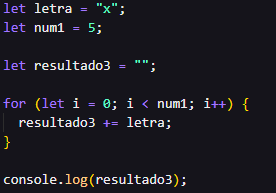 let letra = "x";
let num1 = 5;
let resultado3 = "";
for (let i = 0; i < num1; i++) {
resultado3 += letra;
}
console.log(resultado3);